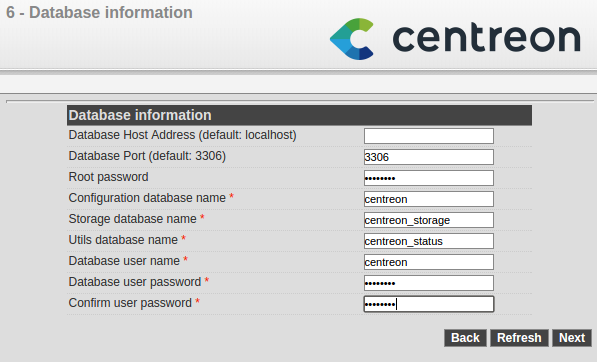 6 - Database information
centreon
Database information
Database Host Address (default: localhost)
Database Port (default: 3306) 3306
Root password ••••••••
Configuration database name * centreon
Storage database name * centreon_storage
Utils database name * centreon_status
Database user name * centreon
Database user password * ••••••••
Confirm user password * ••••••••
Back Refresh Next